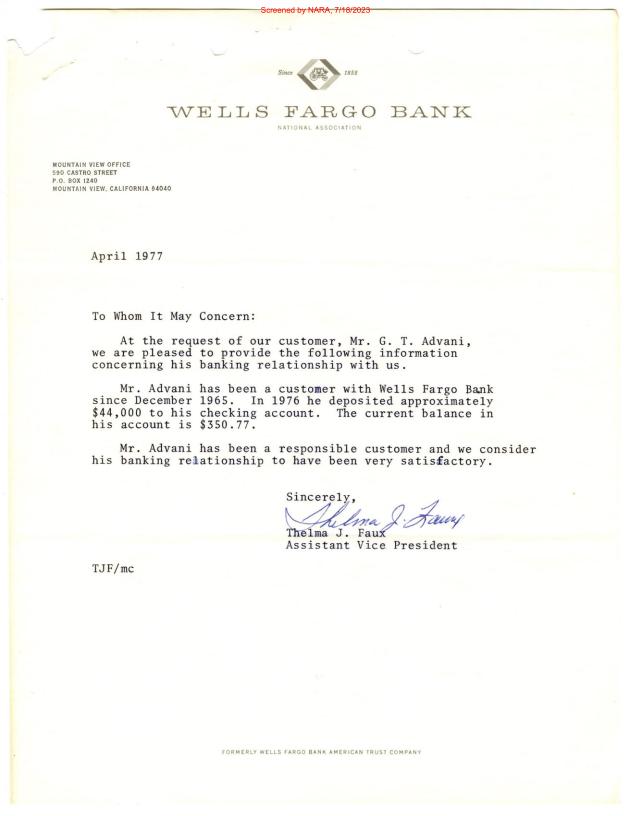 Screened by NARA, 7/18/2023
Since 1852
WELLS FARGO BANK
NATIONAL ASSOCIATION
MOUNTAIN VIEW OFFICE
590 CASTRO STREET
P.O. BOX 1240
MOUNTAIN VIEW, CALIFORNIA 94040
April 1977
To Whom It May Concern:
At the request of our customer, Mr. G. T. Advani,
we are pleased to provide the following information
concerning his banking relationship with us.
Mr. Advani has been a customer with Wells Fargo Bank
since December 1965. In 1976 he deposited approximately
$44,000 to his checking account. The current balance in
his account is $350.77.
Mr. Advani has been a responsible customer and we consider
his banking relationship to have been very satisfactory.
Sincerely,
Thelma J. Faux
Thelma J. Faux
Assistant Vice President
TJF/mc
FORMERLY WELLS FARGO BANK AMERICAN TRUST COMPANY